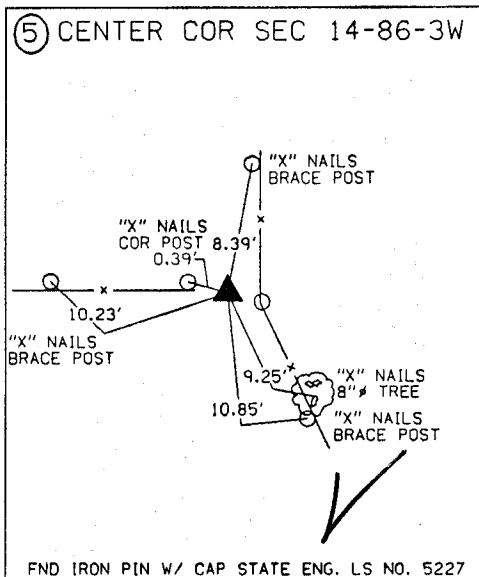 5 CENTER COR SEC 14-86-3W
"X" NAILS
BRACE POST
"X" NAILS
COR POST
0.39'
8.39'
10.23'
"X" NAILS
BRACE POST
9.25'
"X" NAILS
8"ø TREE
10.85'
"X" NAILS
BRACE POST
FND IRON PIN W/ CAP STATE ENG. LS NO. 5227